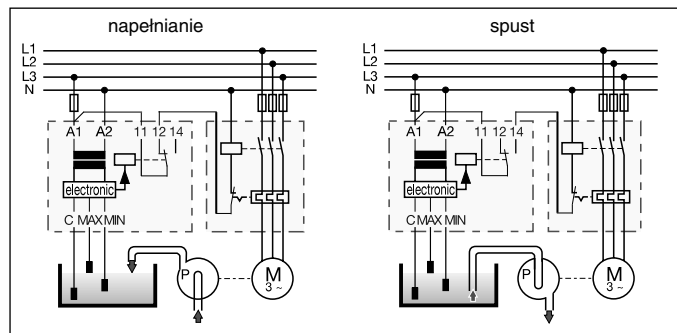 napełnianie
L1
L2
L3
N
A1 A2 11 12 14
electronic
C MAX MIN
P
M
3 ~
spust
L1
L2
L3
N
A1 A2 11 12 14
electronic
C MAX MIN
P
M
3 ~